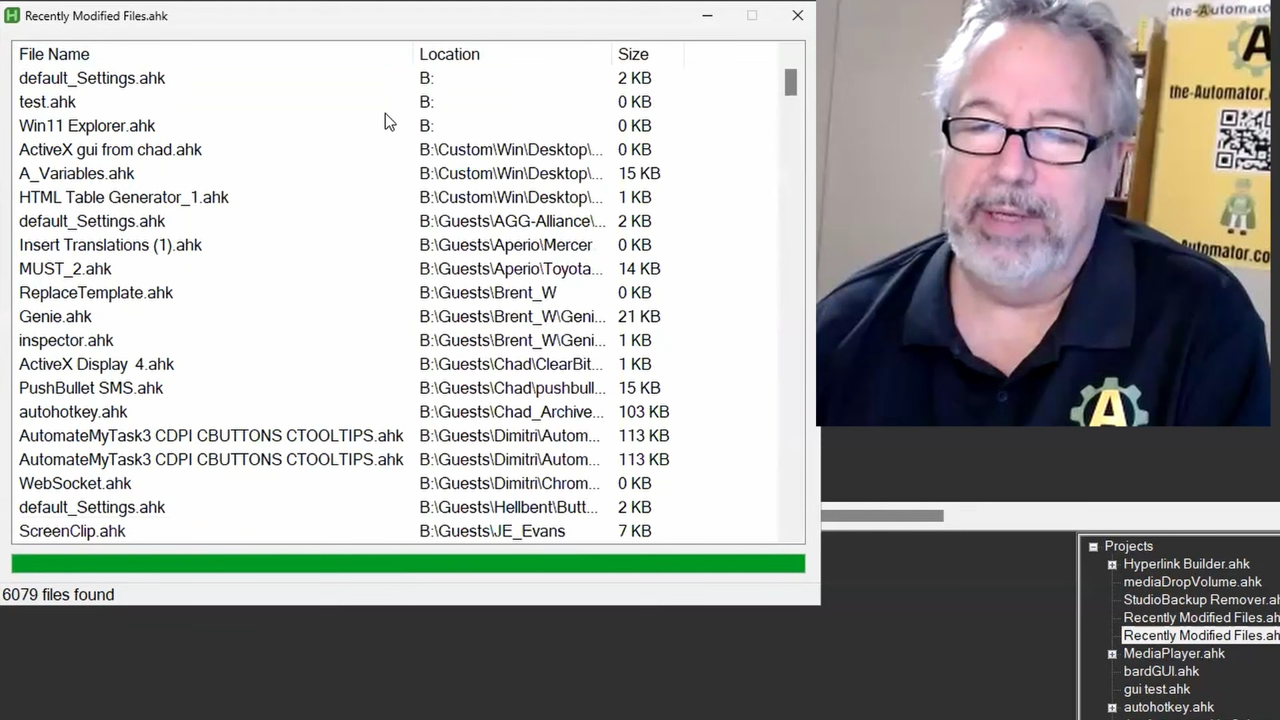 Recently Modified Files.ahk
File Name Location Size
default_Settings.ahk B: 2 KB
test.ahk B: 0 KB
Win11 Explorer.ahk B: 0 KB
ActiveX gui from chad.ahk B:\Custom\Win\Desktop\... 0 KB
A_Variables.ahk B:\Custom\Win\Desktop\... 15 KB
HTML Table Generator_1.ahk B:\Custom\Win\Desktop\... 1 KB
default_Settings.ahk B:\Guests\AGG-Alliance\... 2 KB
Insert Translations (1).ahk B:\Guests\Aperio\Mercer 0 KB
MUST_2.ahk B:\Guests\Aperio\Toyota... 14 KB
ReplaceTemplate.ahk B:\Guests\Brent_W 0 KB
Genie.ahk B:\Guests\Brent_W\Geni... 21 KB
inspector.ahk B:\Guests\Brent_W\Geni... 1 KB
ActiveX Display 4.ahk B:\Guests\Chad\ClearBit... 1 KB
PushBullet SMS.ahk B:\Guests\Chad\pushbull... 15 KB
autohotkey.ahk B:\Guests\Chad_Archive... 103 KB
AutomateMyTask3 CDPI CBUTTONS CTOOLTIPS.ahk B:\Guests\Dimitri\Autom... 113 KB
AutomateMyTask3 CDPI CBUTTONS CTOOLTIPS.ahk B:\Guests\Dimitri\Autom... 113 KB
WebSocket.ahk B:\Guests\Dimitri\Chrom... 0 KB
default_Settings.ahk B:\Guests\Hellbent\Butt... 2 KB
ScreenClip.ahk B:\Guests\JE_Evans 7 KB
6079 files found
the-Automato
A
the-Automator.c
Automator.co
A
Projects
Hyperlink Builder.ahk
mediaDropVolume.ahk
StudioBackup Remover.ah
Recently Modified Files.ah
Recently Modified Files.ah
MediaPlayer.ahk
bardGUI.ahk
gui test.ahk
autohotkey.ahk